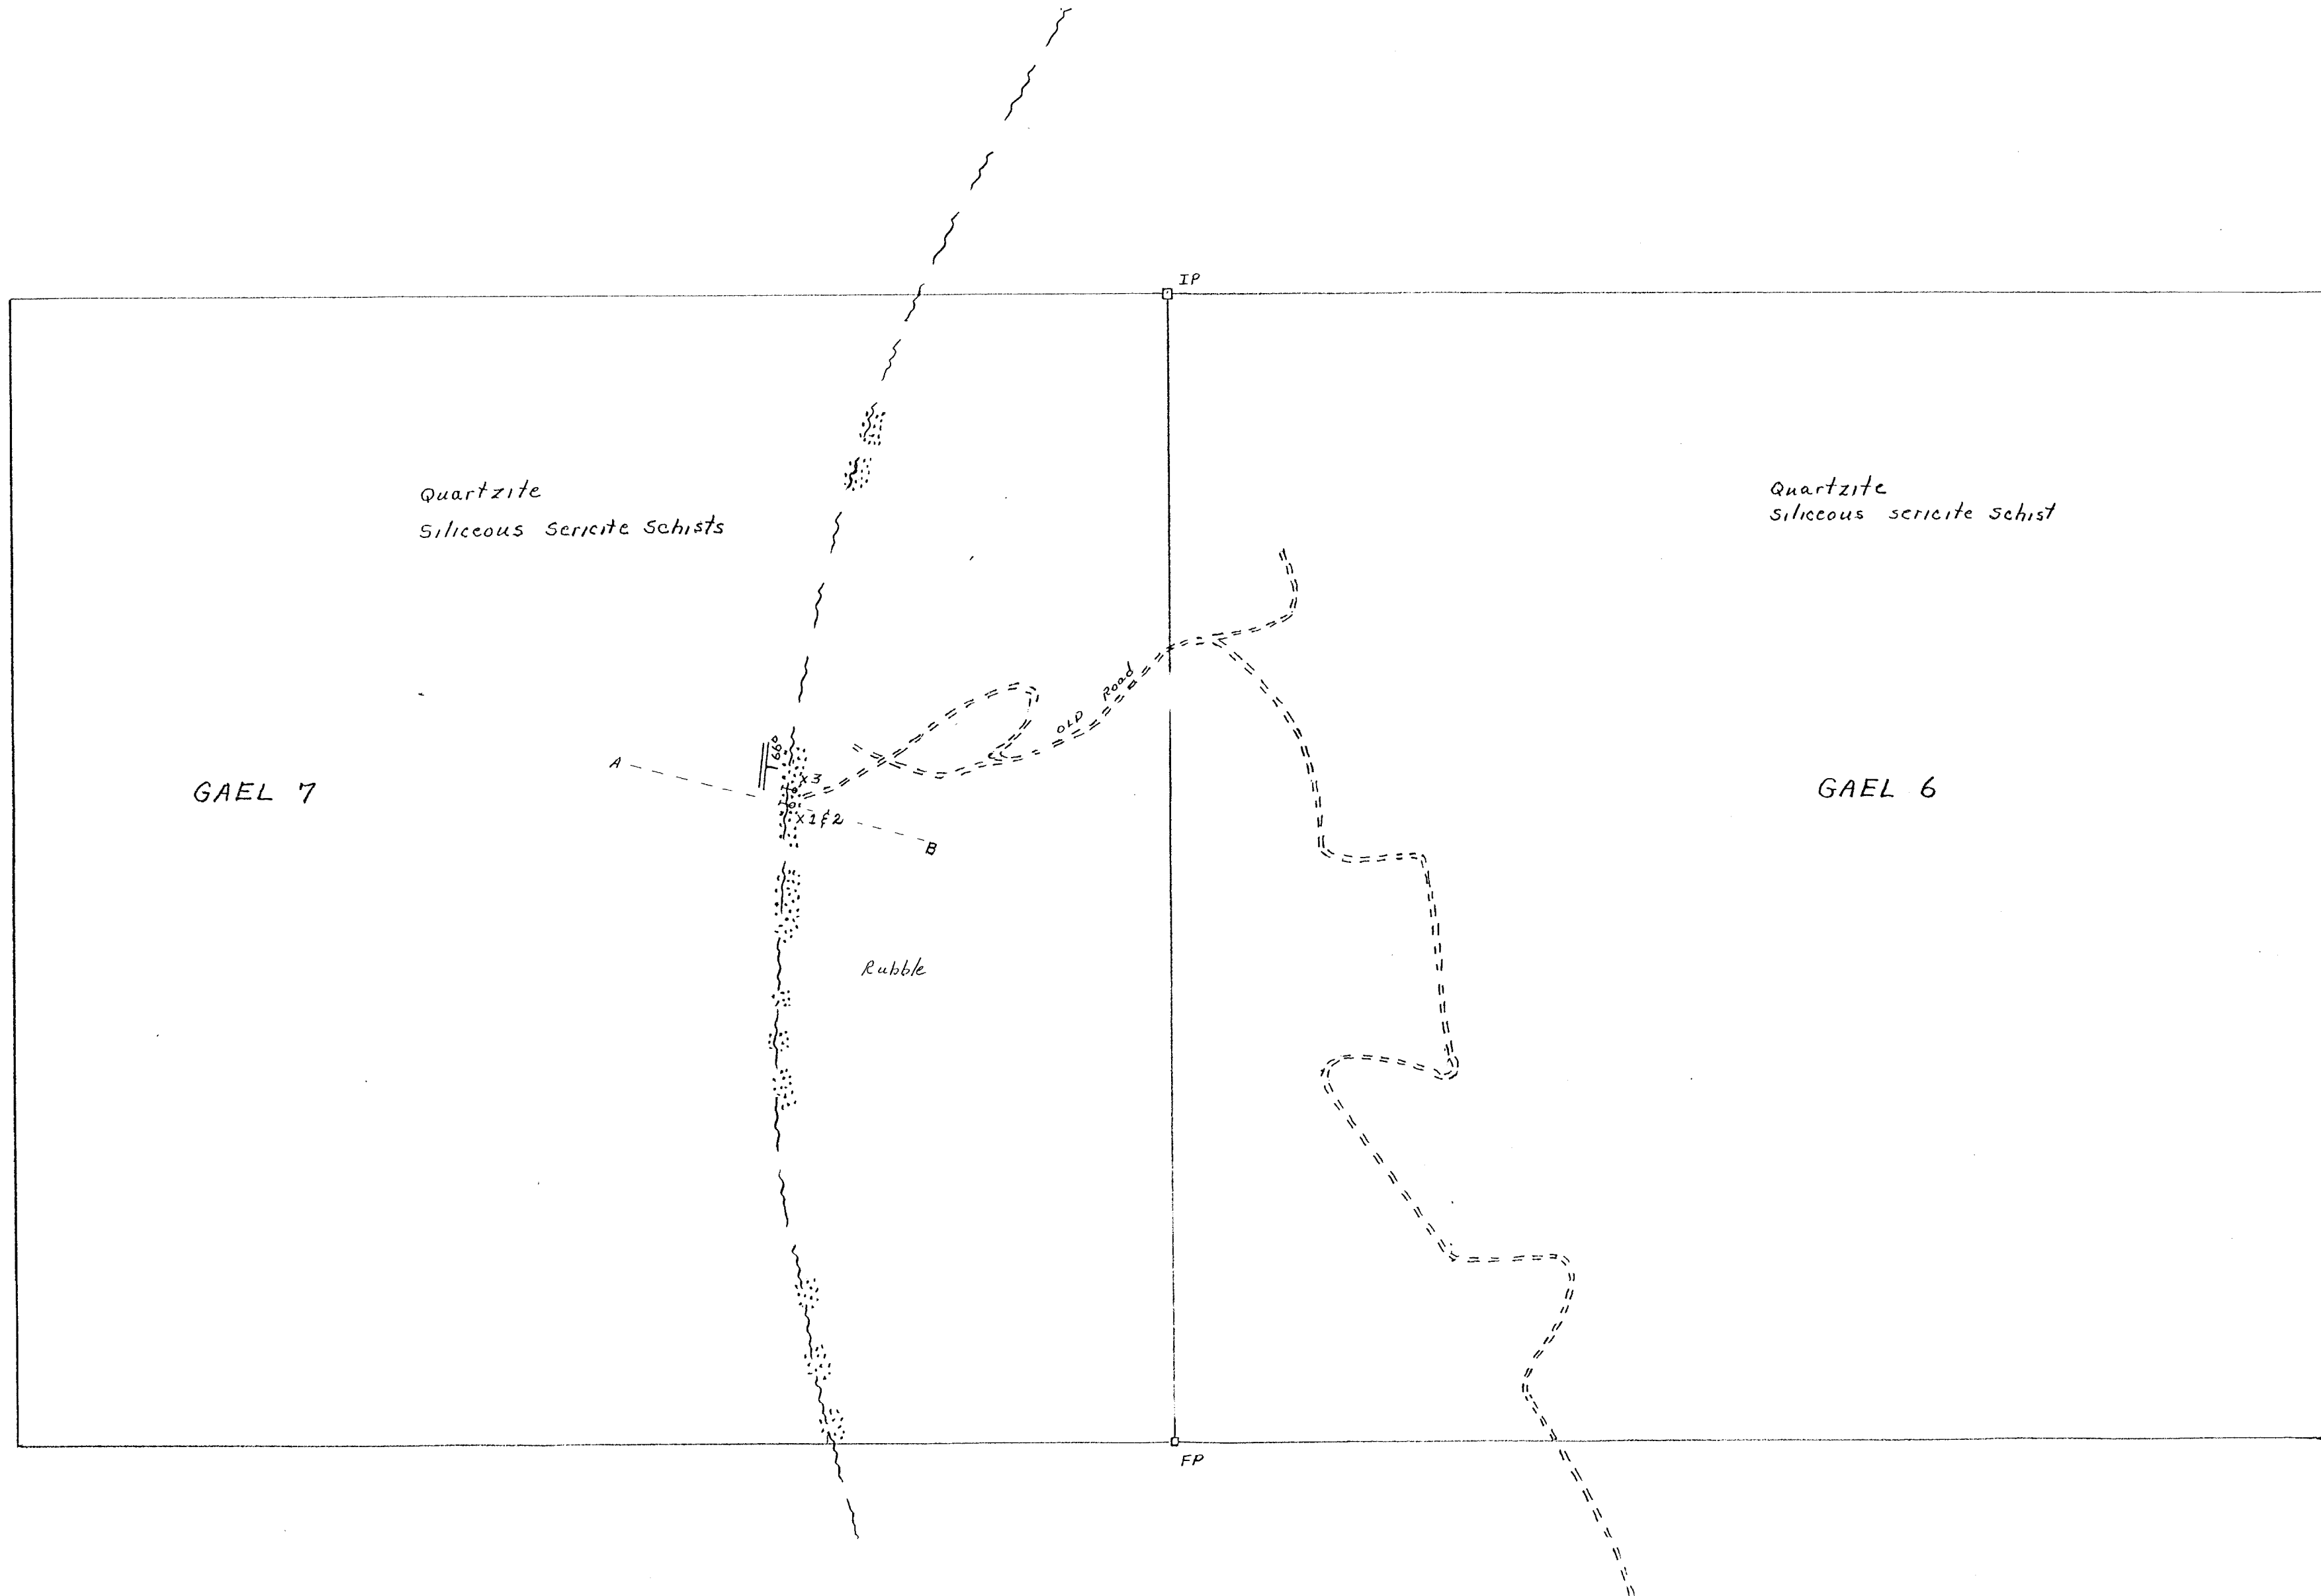 IP
Quartzite
Siliceous Sericite Schists
Quartzite
Siliceous sericite schist
OLD Road
66°
A
x3
GAEL 7
GAEL 6
x1&2
B
Rubble
FP